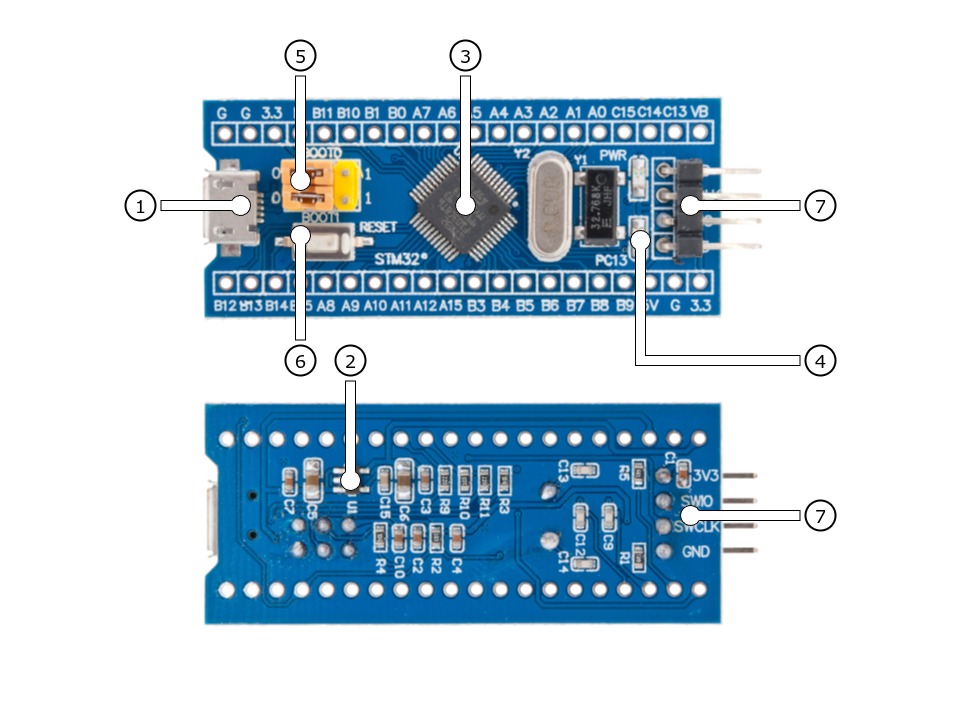 5 3
G G 3.3 B11 B10 B1 B0 A7 A6 A4 A3 A2 A1 A0 C15 C14 C13 VB
BOOT0 Y2 Y1 PWR
0 1
0 1
1
32.768K
JHF
7
BOOT1
RESET
STM32
PC13
B12 B13 B14 A8 A9 A10 A11 A12 A15 B3 B4 B5 B6 B7 B8 B9 G 3.3
6 2 4
C13 R5 C1 3V3
SWIO
C7 C5 U1 C15 C6 C3 R9 R10 R11 R3
7
SWCLK
C12 C9 R1 GND
R4 C10 C2 R2 C4 C14